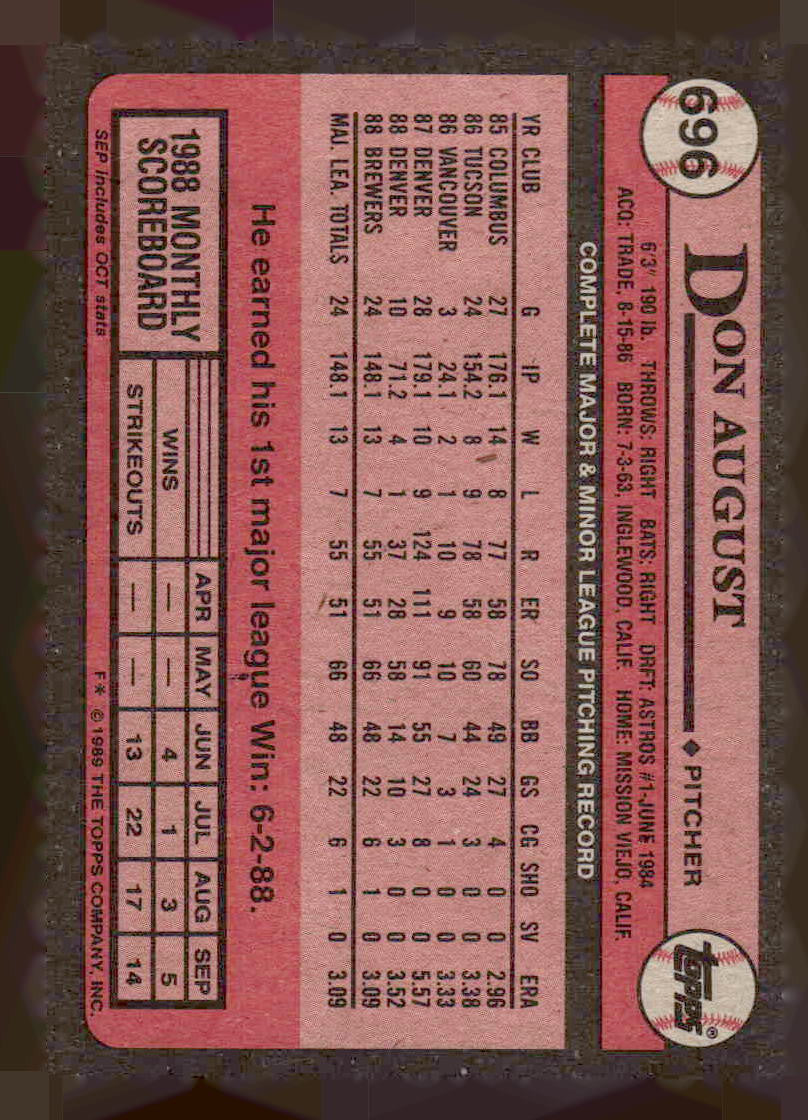 696
DON AUGUST ◆ PITCHER
topps®
6'3" 190 lb. THROWS: RIGHT BATS: RIGHT DRFT: ASTROS #1-JUNE 1984
ACQ: TRADE, 8-15-86 BORN: 7-3-63, INGLEWOOD, CALIF. HOME: MISSION VIEJO, CALIF.
COMPLETE MAJOR & MINOR LEAGUE PITCHING RECORD
YR CLUB G IP W L R ER SO BB GS CG SHO SV ERA
85 COLUMBUS 27 176.1 14 8 77 58 78 49 27 4 0 0 2.96
86 TUCSON 24 154.2 8 9 78 58 60 44 24 3 0 0 3.38
86 VANCOUVER 3 24.1 2 1 10 9 10 7 3 1 0 0 3.33
87 DENVER 28 179.1 10 9 124 111 91 55 27 8 0 0 5.57
88 DENVER 10 71.2 4 1 37 28 58 14 10 3 0 0 3.52
88 BREWERS 24 148.1 13 7 55 51 66 48 22 6 1 0 3.09
MAJ. LEA. TOTALS 24 148.1 13 7 55 51 66 48 22 6 1 0 3.09
He earned his 1st major league Win: 6-2-88.
1988 MONTHLY
SCOREBOARD
APR MAY JUN JUL AUG SEP
WINS — — 4 1 3 5
STRIKEOUTS — — 13 22 17 14
SEP includes OCT stats
F* © 1989 THE TOPPS COMPANY, INC.